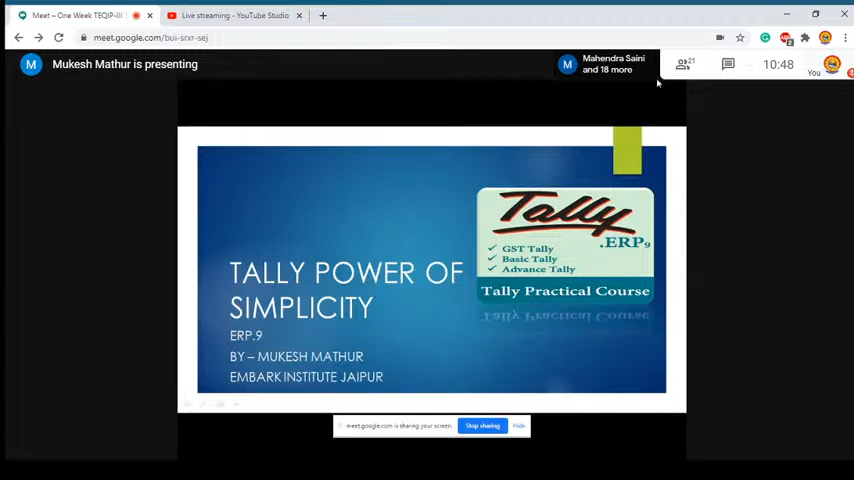 Meet – One Week TEQIP-III
Live streaming - YouTube Studio
meet.google.com/bui-srxr-sej
2
M
Mukesh Mathur is presenting
M
Mahendra Saini
and 18 more
21
10:48
You
Tally
.ERP9
✓ GST Tally
✓ Basic Tally
✓ Advance Tally
Tally Practical Course
TALLY POWER OF
SIMPLICITY
ERP.9
BY – MUKESH MATHUR
EMBARK INSTITUTE JAIPUR
meet.google.com is sharing your screen.
Stop sharing
Hide